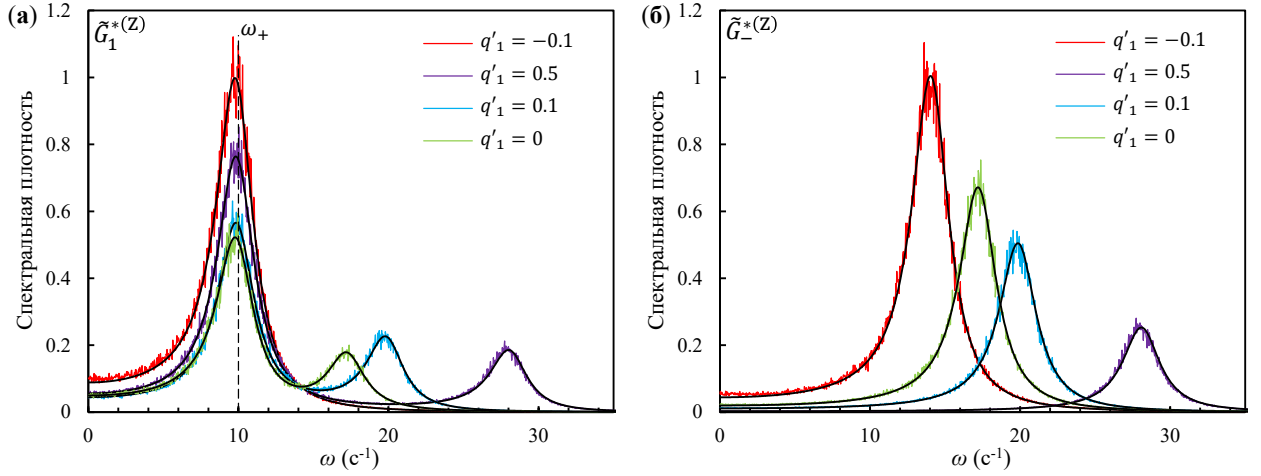 (а)
G̃₁*⁽ᶻ⁾
ω₊
q′₁ = −0.1
q′₁ = 0.5
q′₁ = 0.1
q′₁ = 0
Спектральная плотность
1.2
1
0.8
0.6
0.4
0.2
0
0 10 20 30
ω (с⁻¹)
(б)
G̃₋*⁽ᶻ⁾
q′₁ = −0.1
q′₁ = 0.5
q′₁ = 0.1
q′₁ = 0
Спектральная плотность
1.2
1
0.8
0.6
0.4
0.2
0
0 10 20 30
ω (с⁻¹)